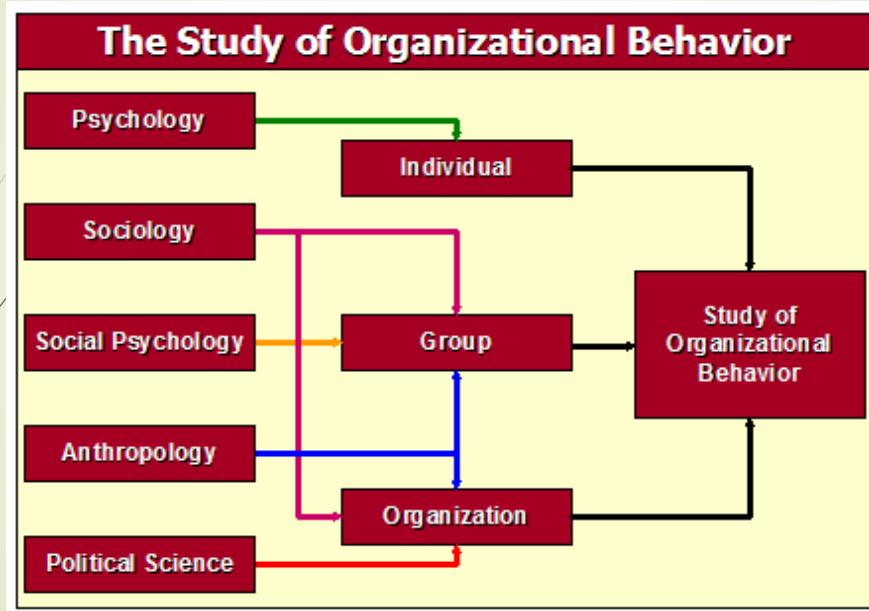 The Study of Organizational Behavior
Psychology
Individual
Sociology
Social Psychology
Group
Study of
Organizational
Behavior
Anthropology
Organization
Political Science